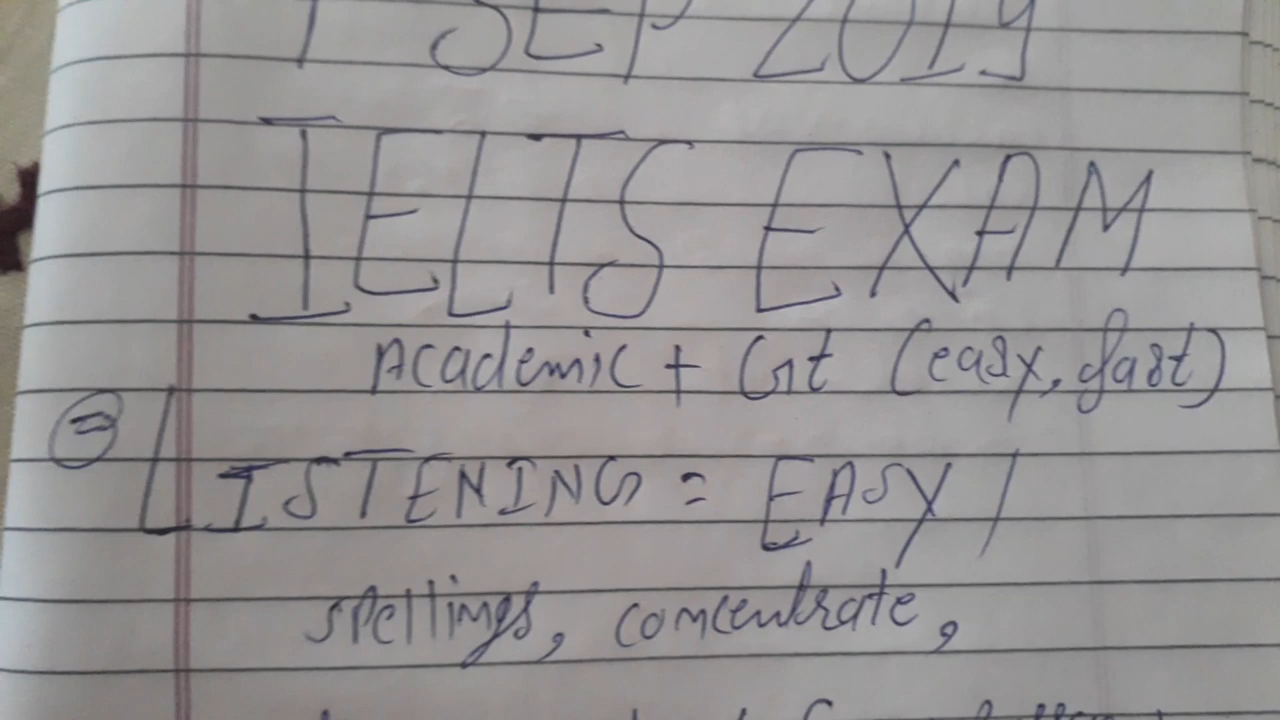 SEP 2019
IELTS EXAM
Academic + Gt (easy, fast)
LISTENING = EASY /
spellings, concentrate,